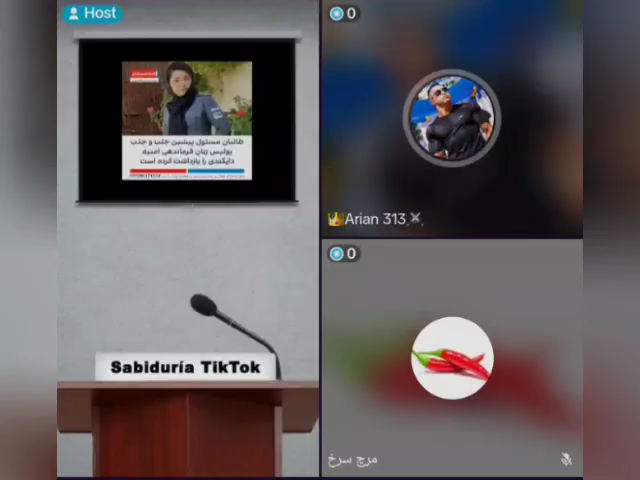 Host
طالبان مسئول پیشین جلب و جذب
پولیس زنان فرماندهی امنیه
دایکندی را بازداشت کرده است
Sabiduría TikTok
0
Arian 313
0
مرچ سرخ